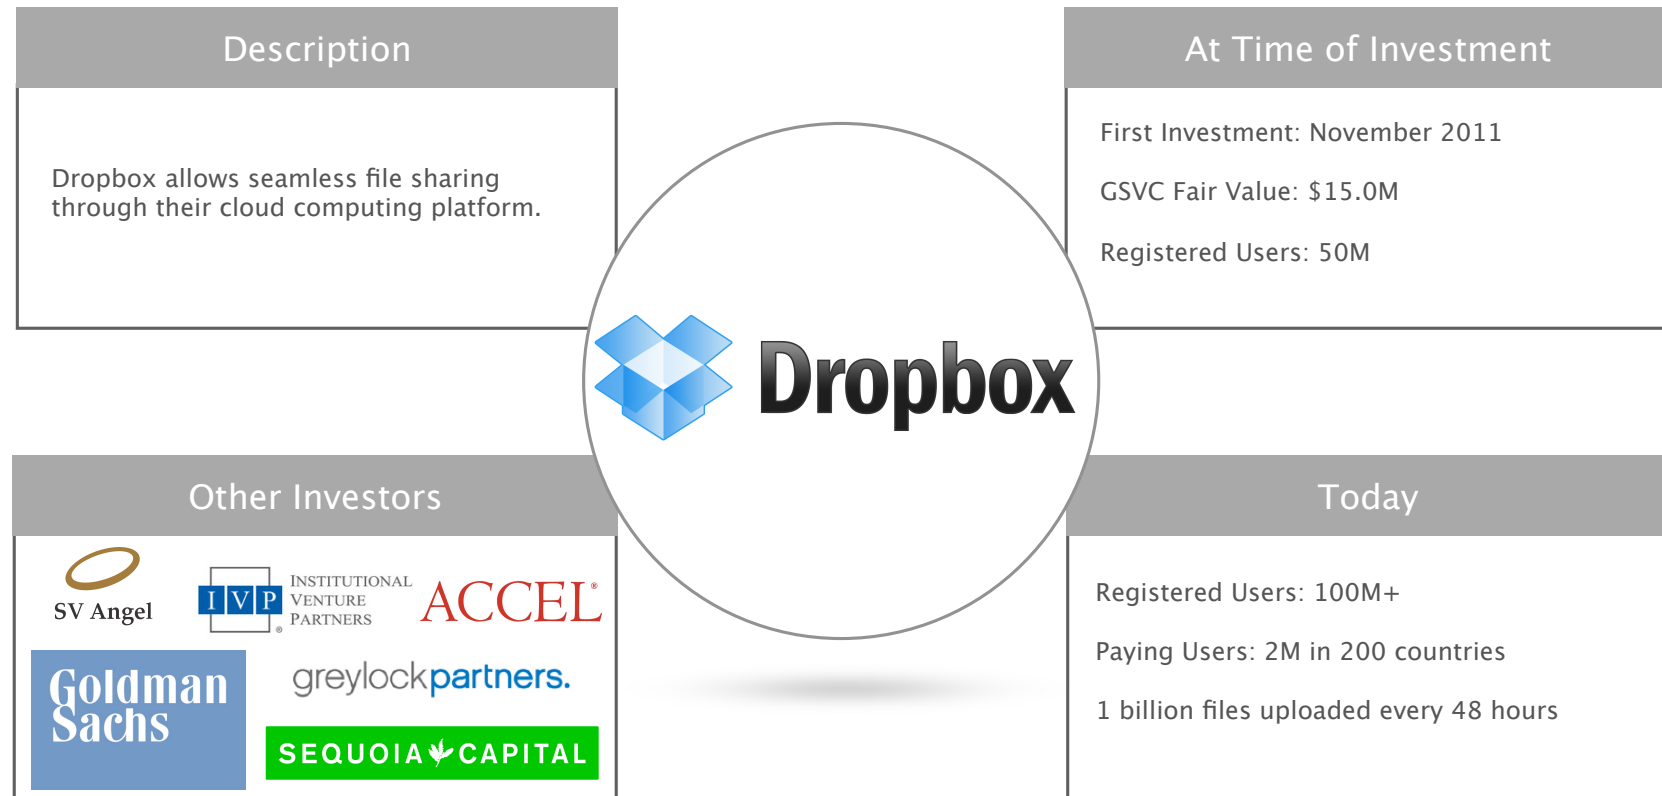 Description
Dropbox allows seamless file sharing
through their cloud computing platform.
At Time of Investment
First Investment: November 2011
GSVC Fair Value: $15.0M
Registered Users: 50M
Dropbox
Other Investors
SV Angel
IVP
INSTITUTIONAL
VENTURE
PARTNERS
®
ACCEL®
Goldman
Sachs
greylockpartners.
SEQUOIA CAPITAL
Today
Registered Users: 100M+
Paying Users: 2M in 200 countries
1 billion files uploaded every 48 hours